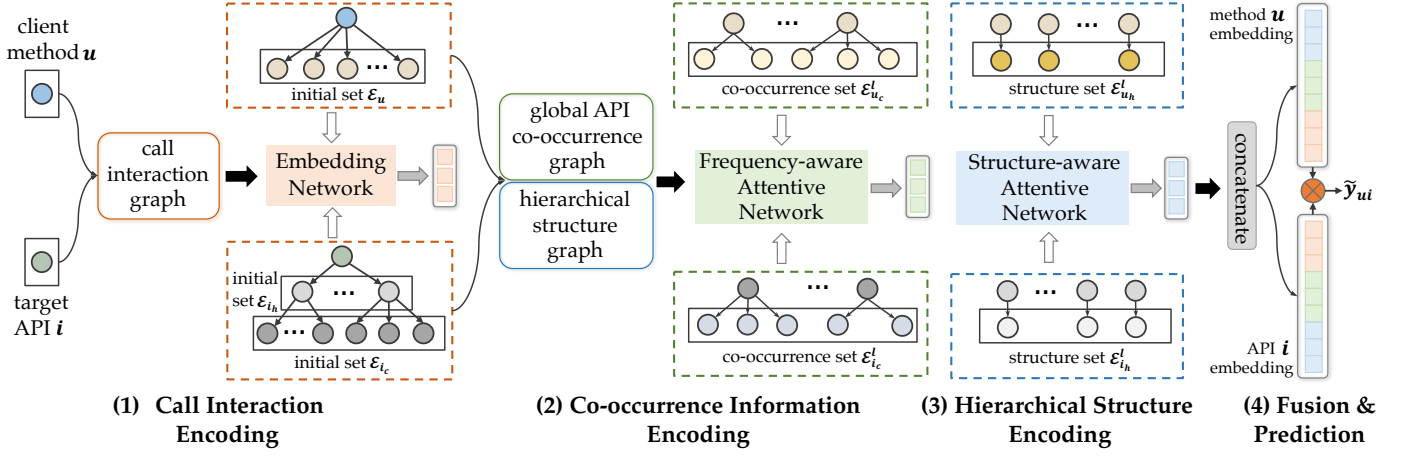 client
method u
target
API i
call
interaction
graph
initial set ℰ_u
Embedding
Network
initial
set ℰ_{i_h}
initial set ℰ_{i_c}
(1) Call Interaction
Encoding
global API
co-occurrence
graph
hierarchical
structure
graph
co-occurrence set ℰ^l_{u_c}
Frequency-aware
Attentive
Network
co-occurrence set ℰ^l_{i_c}
(2) Co-occurrence Information
Encoding
structure set ℰ^l_{u_h}
Structure-aware
Attentive
Network
structure set ℰ^l_{i_h}
(3) Hierarchical Structure
Encoding
concatenate
method u
embedding
ỹ_{ui}
API i
embedding
(4) Fusion &
Prediction